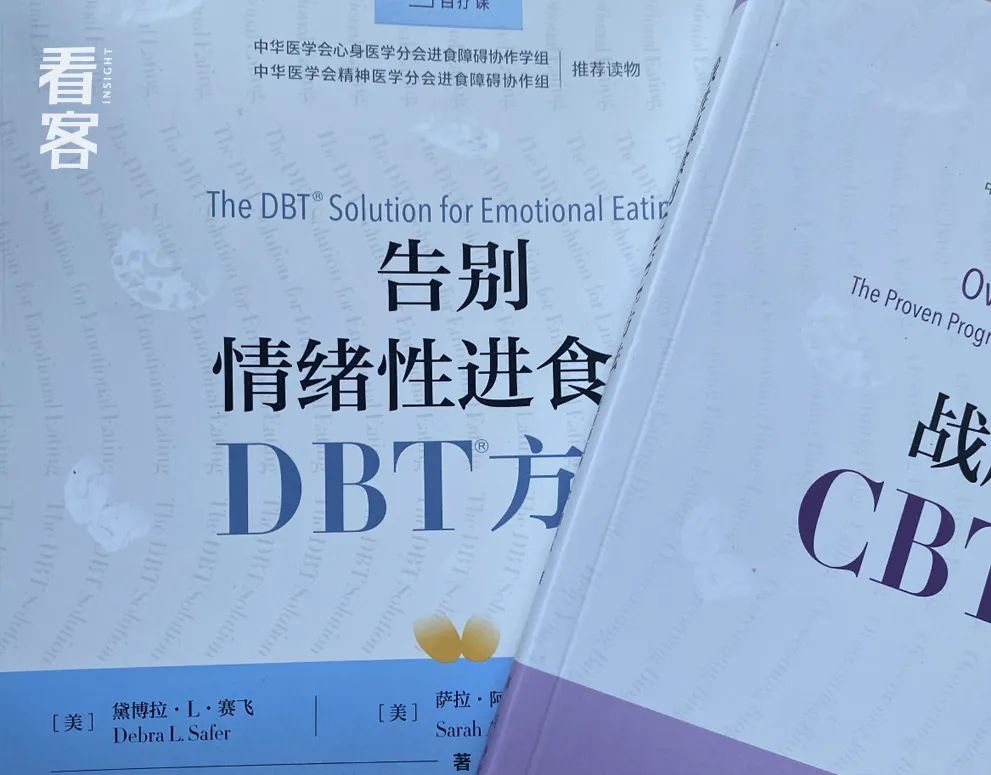 看客
INSIGHT
自疗课
中华医学会心身医学分会进食障碍协作学组
中华医学会精神医学分会进食障碍协作组
推荐读物
The DBT® Solution for Emotional Eatin
告别
情绪性进食
DBT®方
[美] 黛博拉·L·赛飞
Debra L. Safer
[美] 萨拉·阿
Sarah
著
Ov
The Proven Progr
战
CBT